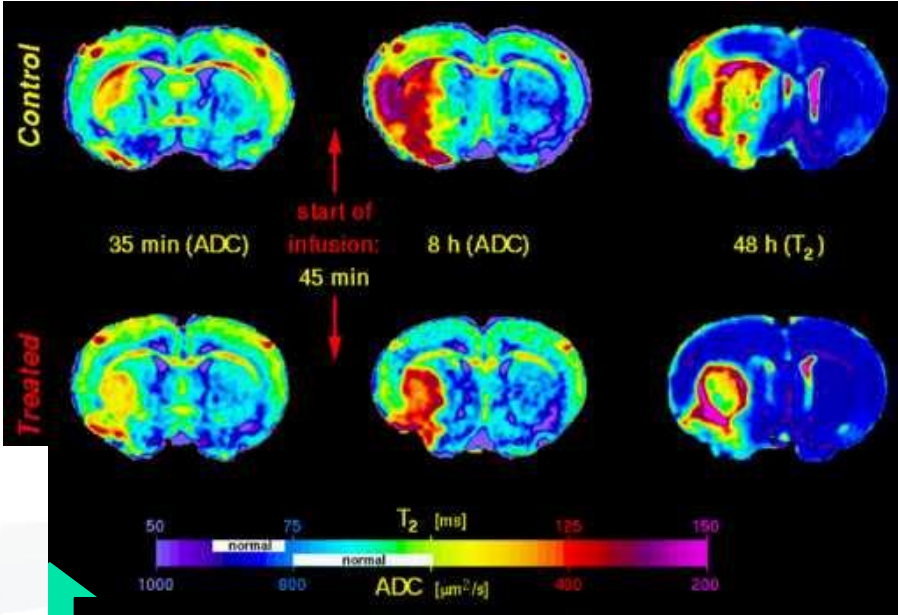 Control
35 min (ADC)
start of
infusion:
45 min
8 h (ADC)
48 h (T₂)
Treated
T₂ [ms]
50 75 125 150
normal
normal
1000 800 400 200
ADC [μm²/s]